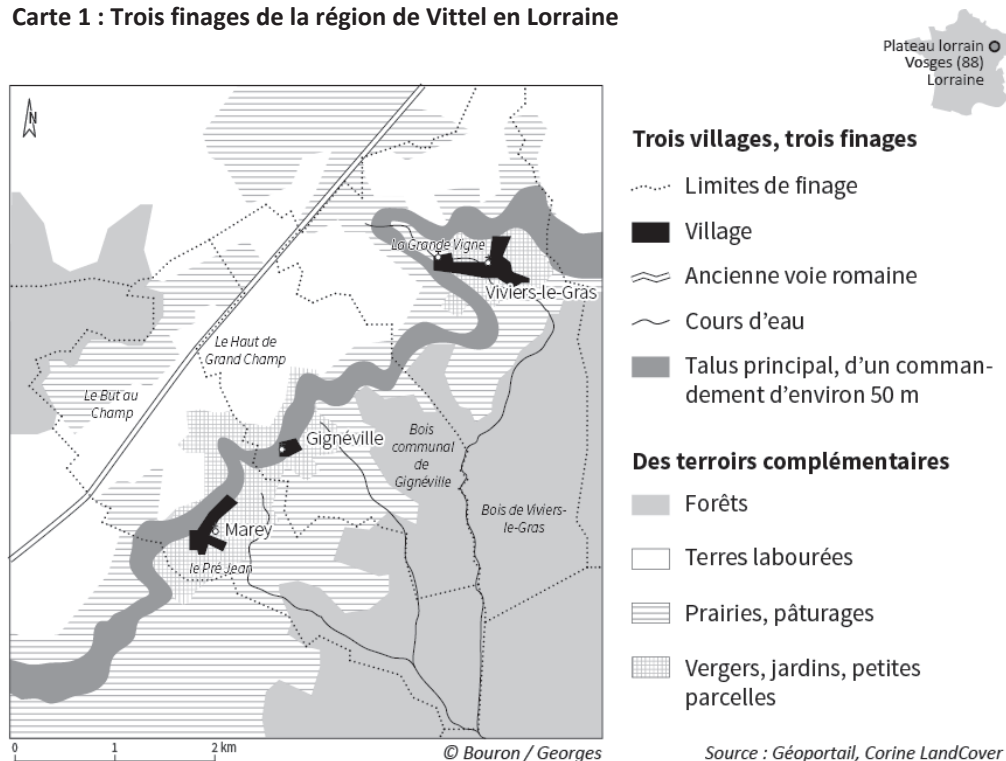 Carte 1 : Trois finages de la région de Vittel en Lorraine
Plateau lorrain
Vosges (88)
Lorraine
N
La Grande Vigne
Viviers-le-Gras
Le Haut de
Grand Champ
Le But au
Champ
Gignéville
Bois
communal
de
Gignéville
Bois de Viviers-
le-Gras
Marey
le Pré Jean
0 1 2 km
© Bouron / Georges
Trois villages, trois finages
Limites de finage
Village
Ancienne voie romaine
Cours d'eau
Talus principal, d'un comman-
dement d'environ 50 m
Des terroirs complémentaires
Forêts
Terres labourées
Prairies, pâturages
Vergers, jardins, petites
parcelles
Source : Géoportail, Corine LandCover